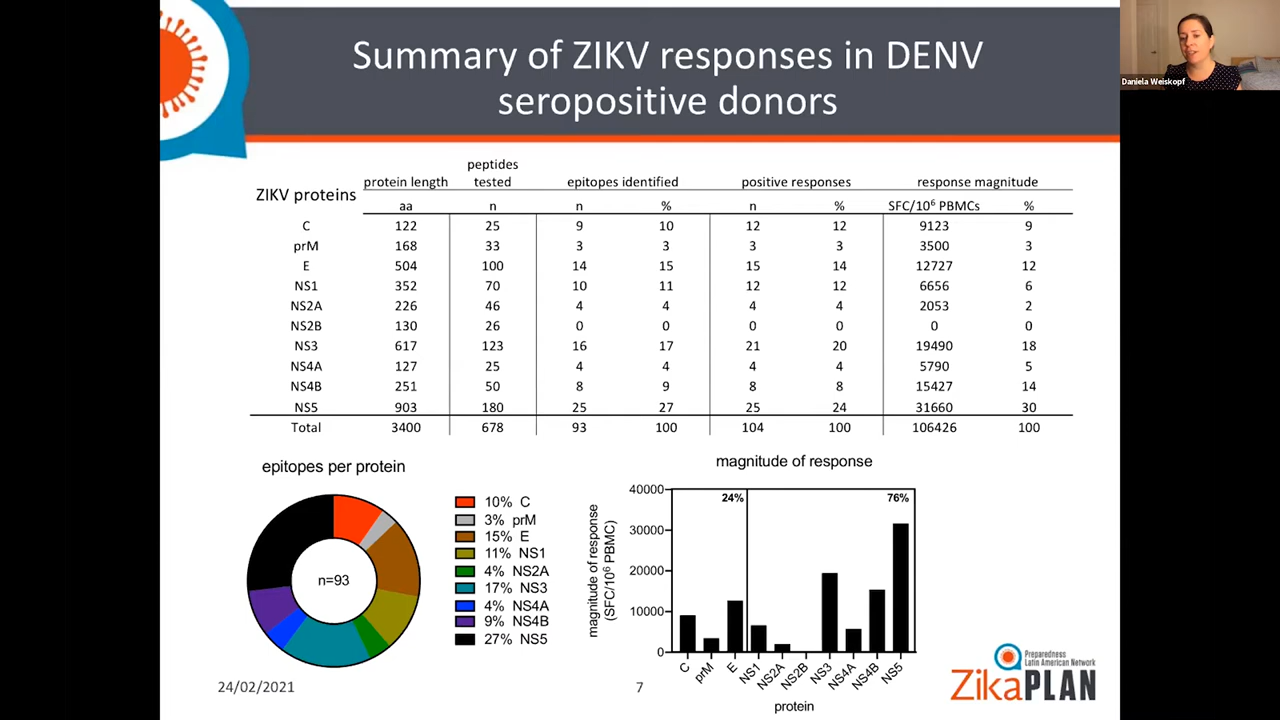 Summary of ZIKV responses in DENV
seropositive donors
Daniela Weiskopf
ZIKV proteins protein length peptides tested epitopes identified positive responses response magnitude
aa n n % n % SFC/10⁶ PBMCs %
C 122 25 9 10 12 12 9123 9
prM 168 33 3 3 3 3 3500 3
E 504 100 14 15 15 14 12727 12
NS1 352 70 10 11 12 12 6656 6
NS2A 226 46 4 4 4 4 2053 2
NS2B 130 26 0 0 0 0 0 0
NS3 617 123 16 17 21 20 19490 18
NS4A 127 25 4 4 4 4 5790 5
NS4B 251 50 8 9 8 8 15427 14
NS5 903 180 25 27 25 24 31660 30
Total 3400 678 93 100 104 100 106426 100
epitopes per protein
n=93
10% C
3% prM
15% E
11% NS1
4% NS2A
17% NS3
4% NS4A
9% NS4B
27% NS5
magnitude of response
magnitude of response
(SFC/10⁶ PBMC)
40000
30000
20000
10000
0
24% 76%
C prM E NS1 NS2A NS2B NS3 NS4A NS4B NS5
protein
24/02/2021
7
Preparedness
Latin American Network
ZikaPLAN